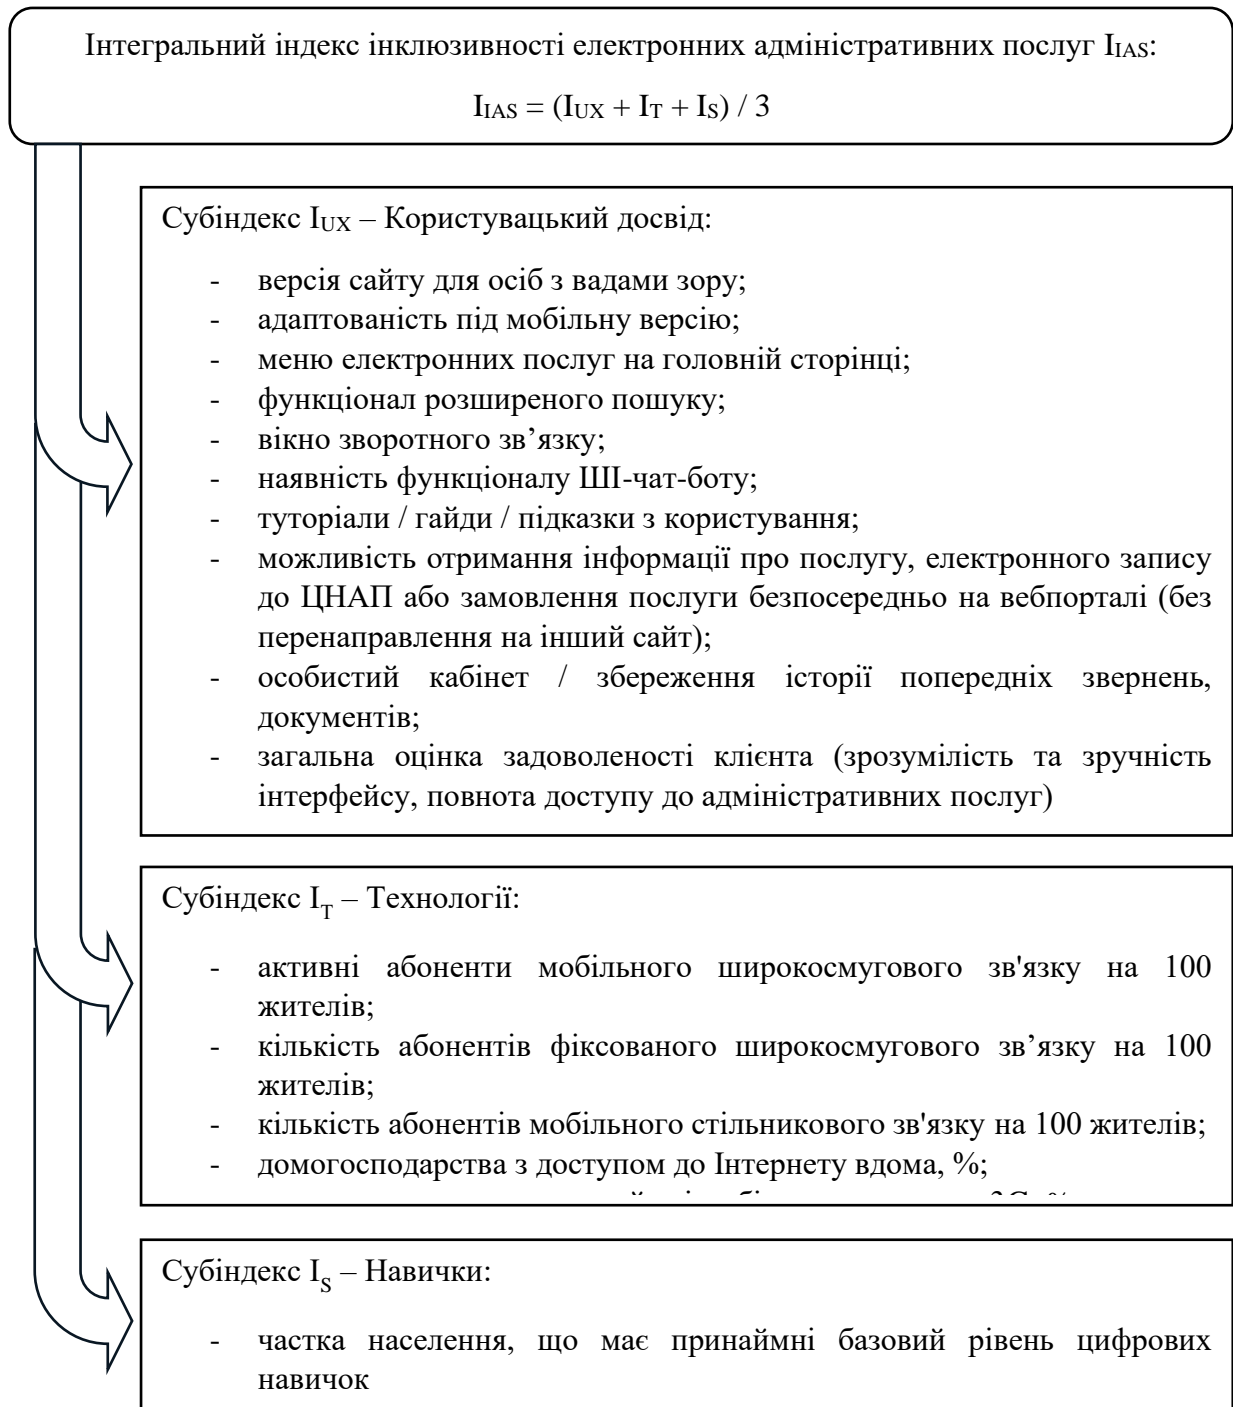 Інтегральний індекс інклюзивності електронних адміністративних послуг IIAS:
IIAS = (IUX + IT + IS) / 3
Субіндекс IUX – Користувацький досвід:
- версія сайту для осіб з вадами зору;
- адаптованість під мобільну версію;
- меню електронних послуг на головній сторінці;
- функціонал розширеного пошуку;
- вікно зворотного зв’язку;
- наявність функціоналу ШІ-чат-боту;
- туторіали / гайди / підказки з користування;
- можливість отримання інформації про послугу, електронного запису
до ЦНАП або замовлення послуги безпосередньо на вебпорталі (без
перенаправлення на інший сайт);
- особистий кабінет / збереження історії попередніх звернень,
документів;
- загальна оцінка задоволеності клієнта (зрозумілість та зручність
інтерфейсу, повнота доступу до адміністративних послуг)
Субіндекс IT – Технології:
- активні абоненти мобільного широкосмугового зв'язку на 100
жителів;
- кількість абонентів фіксованого широкосмугового зв’язку на 100
жителів;
- кількість абонентів мобільного стільникового зв'язку на 100 жителів;
- домогосподарства з доступом до Інтернету вдома, %;
Субіндекс IS – Навички:
- частка населення, що має принаймні базовий рівень цифрових
навичок